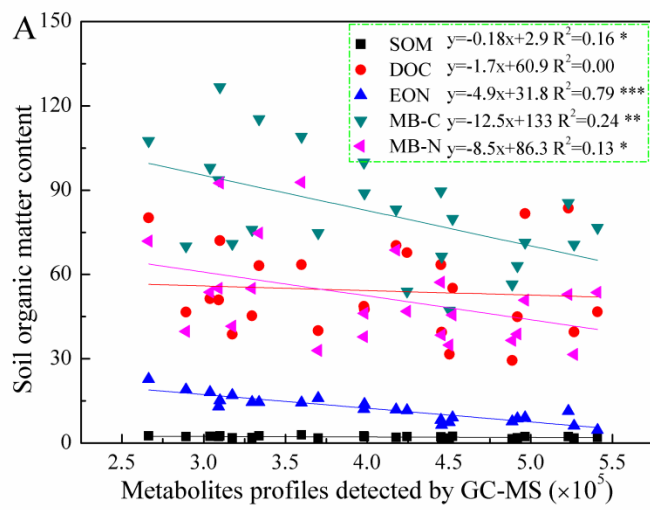 A
SOM y=-0.18x+2.9 R²=0.16 *
DOC y=-1.7x+60.9 R²=0.00
EON y=-4.9x+31.8 R²=0.79 ***
MB-C y=-12.5x+133 R²=0.24 **
MB-N y=-8.5x+86.3 R²=0.13 *
Soil organic matter content
150
120
90
60
30
0
2.5 3.0 3.5 4.0 4.5 5.0 5.5
Metabolites profiles detected by GC-MS (×10⁵)